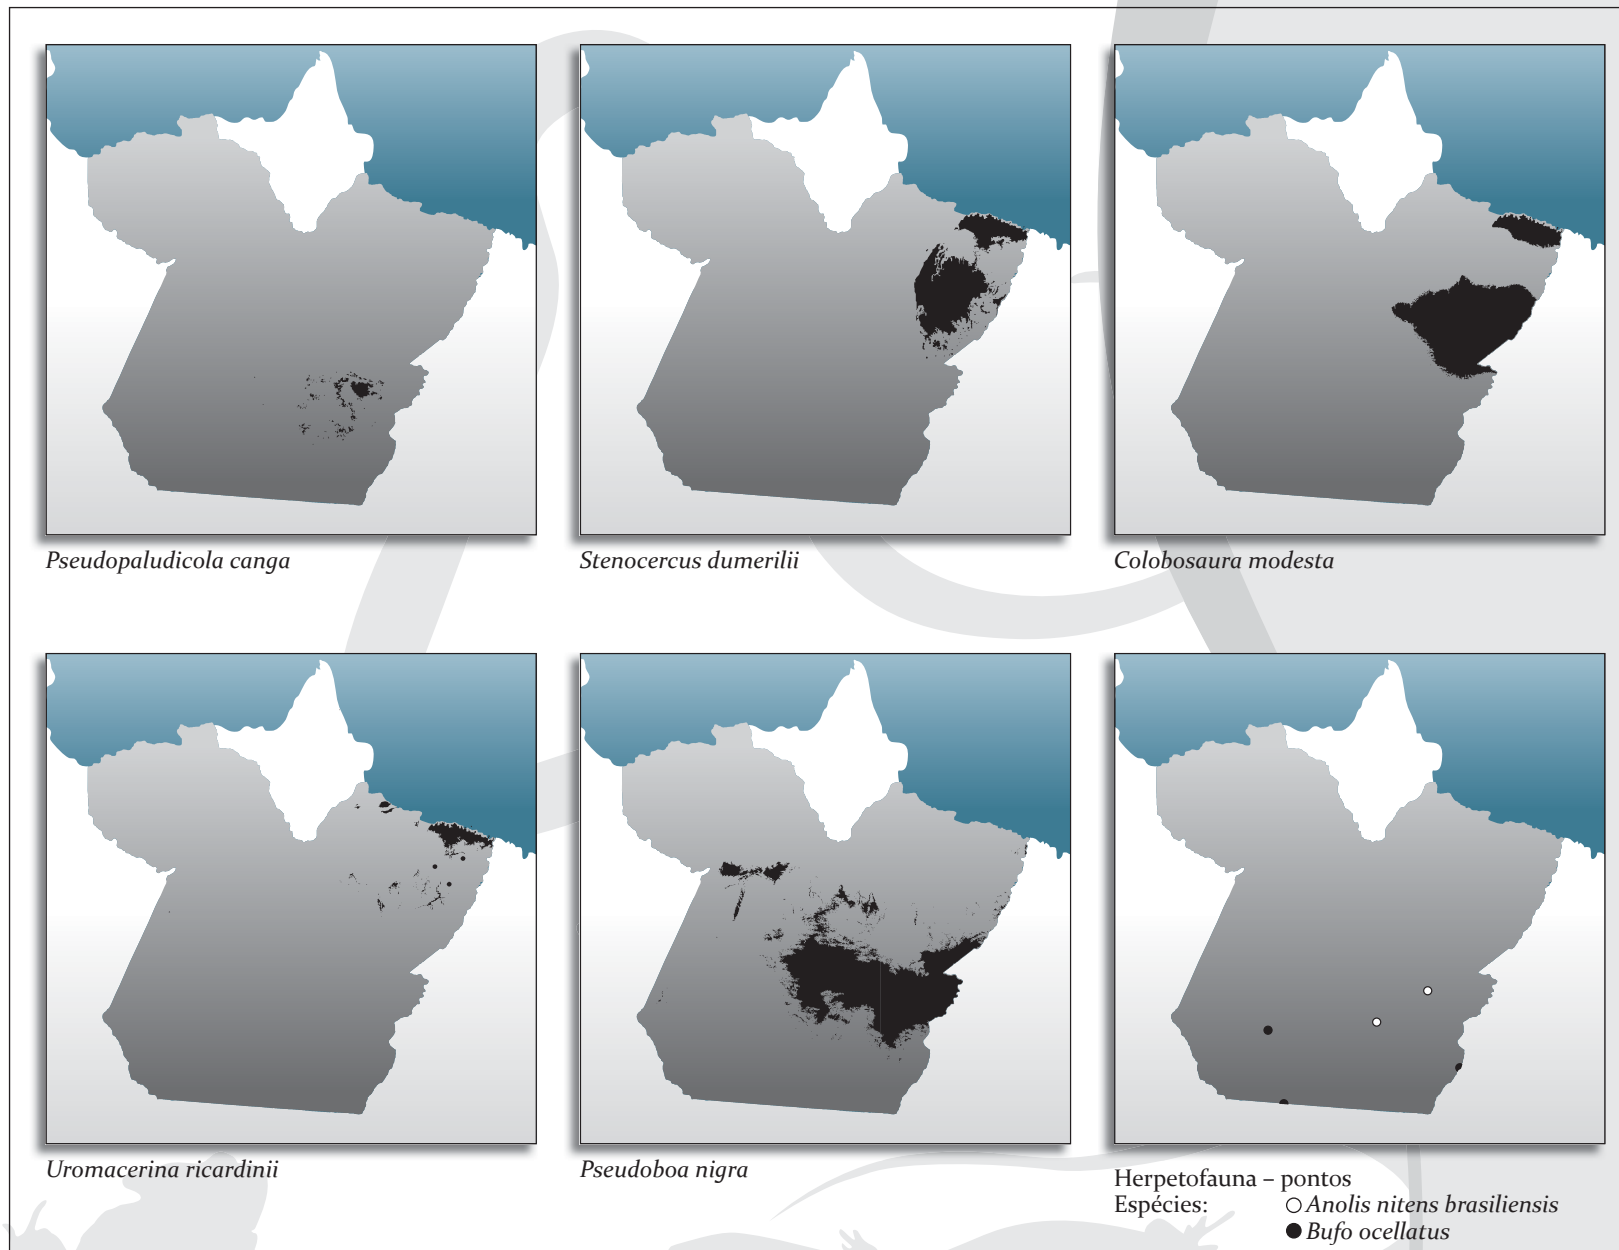 Pseudopaludicola canga
Stenocercus dumerilii
Colobosaura modesta
Uromacerina ricardinii
Pseudoboa nigra
Herpetofauna – pontos
Espécies:
Anolis nitens brasiliensis
Bufo ocellatus